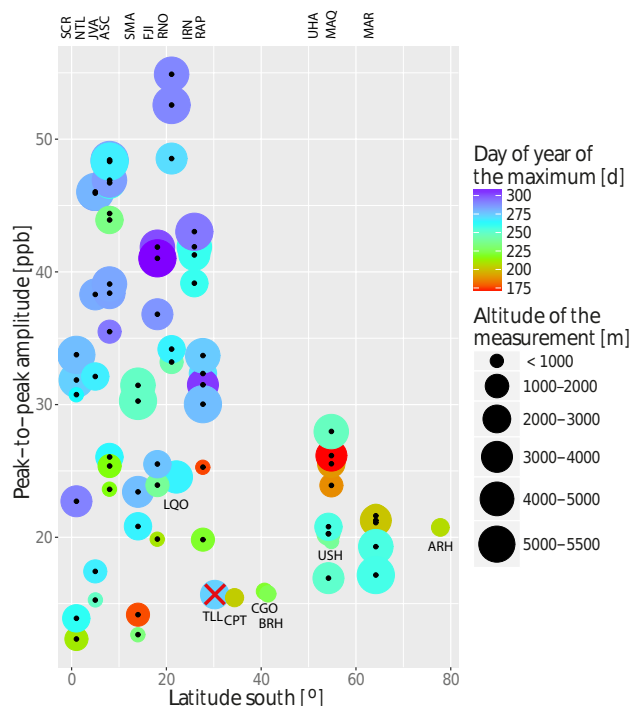 SCR
NTL
JVA
ASC
SMA
FJI
RNO
IRN
RAP
UHA
MAQ
MAR
50
40
30
20
Peak−to−peak amplitude [ppb]
LQO
TLL
CPT
CGO
BRH
USH
ARH
0
20
40
60
80
Latitude south [º]
Day of year of
the maximum [d]
300
275
250
225
200
175
Altitude of the
measurement [m]
< 1000
1000−2000
2000−3000
3000−4000
4000−5000
5000−5500